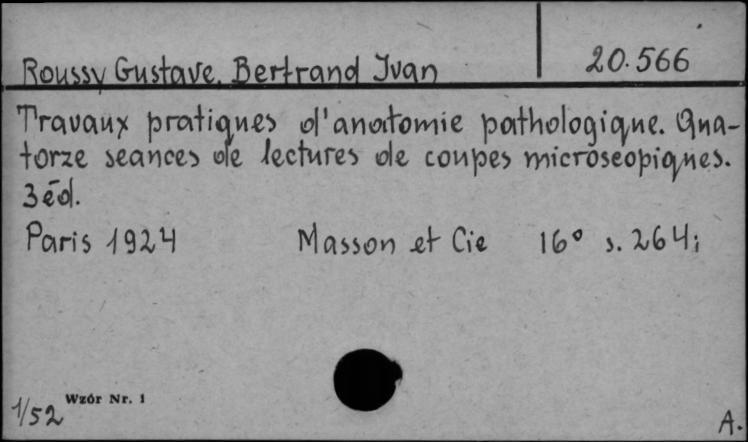 Roussy Gustave, Bertrand Ivan 20.566
Travaux pratiques d'anatomie pathologique. Qua-
torze seances de lectures de coupes microscopiques.
3 éd.
Paris 1924 Masson et Cie 16° s. 264;
Wzór Nr. 1
1/52
A.